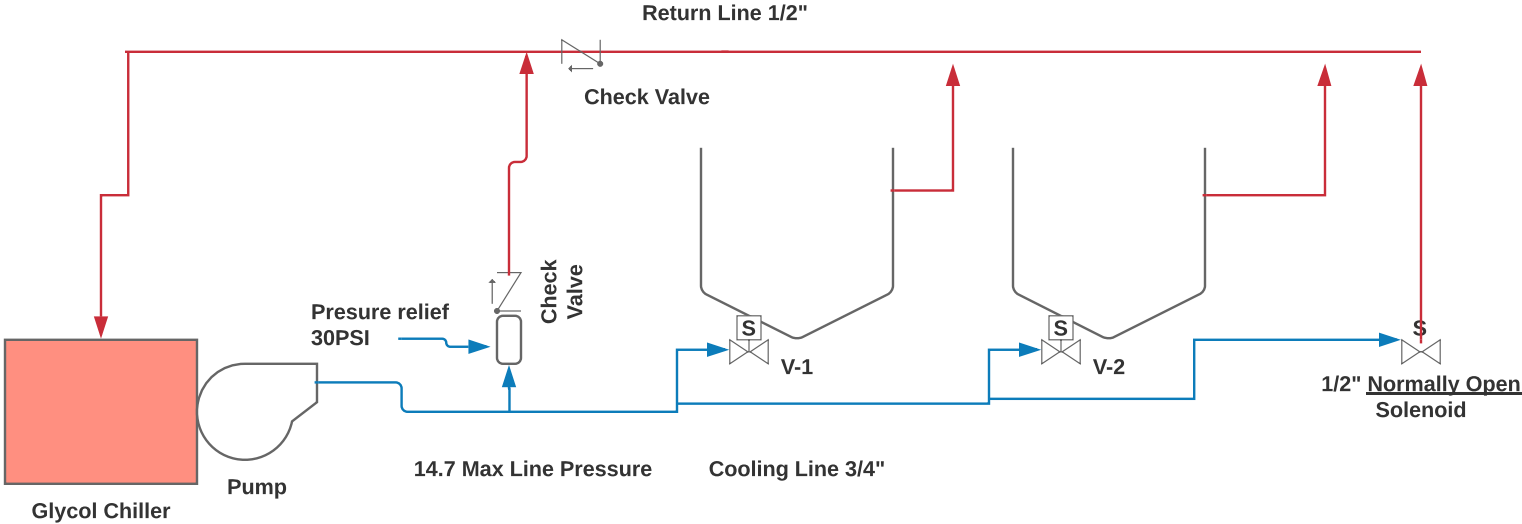 Return Line 1/2"
Check Valve
Check
Valve
Presure relief
30PSI
S
V-1
S
V-2
S
1/2" Normally Open
Solenoid
14.7 Max Line Pressure
Cooling Line 3/4"
Pump
Glycol Chiller